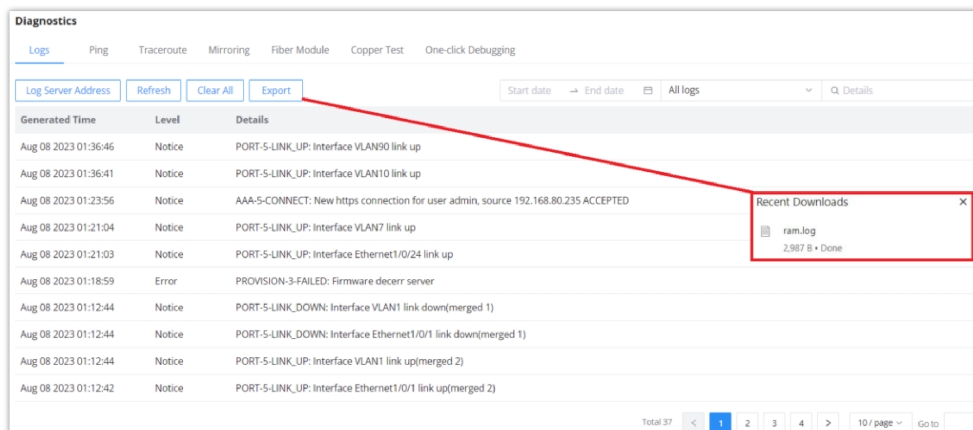 Diagnostics
Logs Ping Traceroute Mirroring Fiber Module Copper Test One-click Debugging
Log Server Address Refresh Clear All Export Start date → End date All logs Details
Generated Time Level Details
Aug 08 2023 01:36:46 Notice PORT-5-LINK_UP: Interface VLAN90 link up
Aug 08 2023 01:36:41 Notice PORT-5-LINK_UP: Interface VLAN10 link up
Aug 08 2023 01:23:56 Notice AAA-5-CONNECT: New https connection for user admin, source 192.168.80.235 ACCEPTED
Aug 08 2023 01:21:04 Notice PORT-5-LINK_UP: Interface VLAN7 link up
Aug 08 2023 01:21:03 Notice PORT-5-LINK_UP: Interface Ethernet1/0/24 link up
Aug 08 2023 01:18:59 Error PROVISION-3-FAILED: Firmware decerr server
Aug 08 2023 01:12:44 Notice PORT-5-LINK_DOWN: Interface VLAN1 link down(merged 1)
Aug 08 2023 01:12:44 Notice PORT-5-LINK_DOWN: Interface Ethernet1/0/1 link down(merged 1)
Aug 08 2023 01:12:44 Notice PORT-5-LINK_UP: Interface VLAN1 link up(merged 2)
Aug 08 2023 01:12:42 Notice PORT-5-LINK_UP: Interface Ethernet1/0/1 link up(merged 2)
Recent Downloads ×
ram.log
2,987 B • Done
Total 37 < 1 2 3 4 > 10 / page Go to